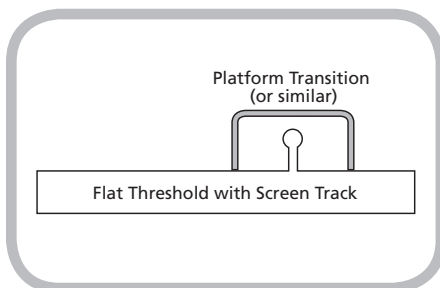 Platform Transition
(or similar)
Flat Threshold with Screen Track